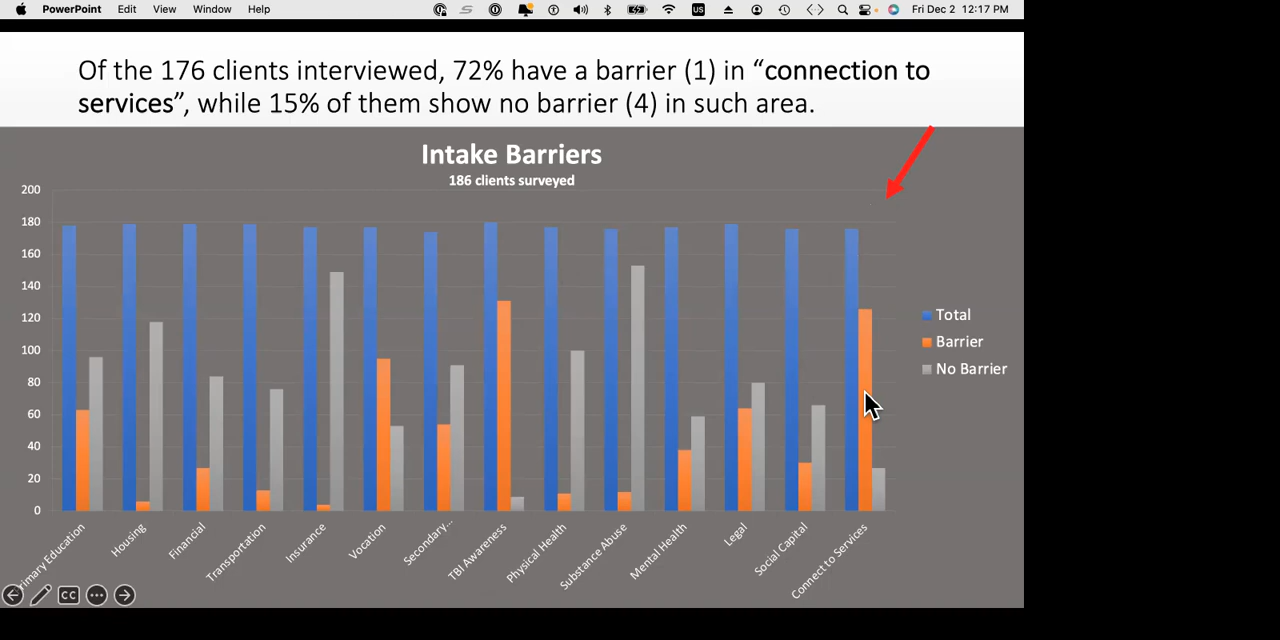 PowerPoint Edit View Window Help US Fri Dec 2 12:17 PM
Of the 176 clients interviewed, 72% have a barrier (1) in “connection to
services”, while 15% of them show no barrier (4) in such area.
Intake Barriers
186 clients surveyed
200
180
160
140
120
100
80
60
40
20
0
Total
Barrier
No Barrier
rimary Education
Housing
Financial
Transportation
Insurance
Vocation
Secondary...
TBI Awareness
Physical Health
Substance Abuse
Mental Health
Legal
Social Capital
Connect to Services
CC